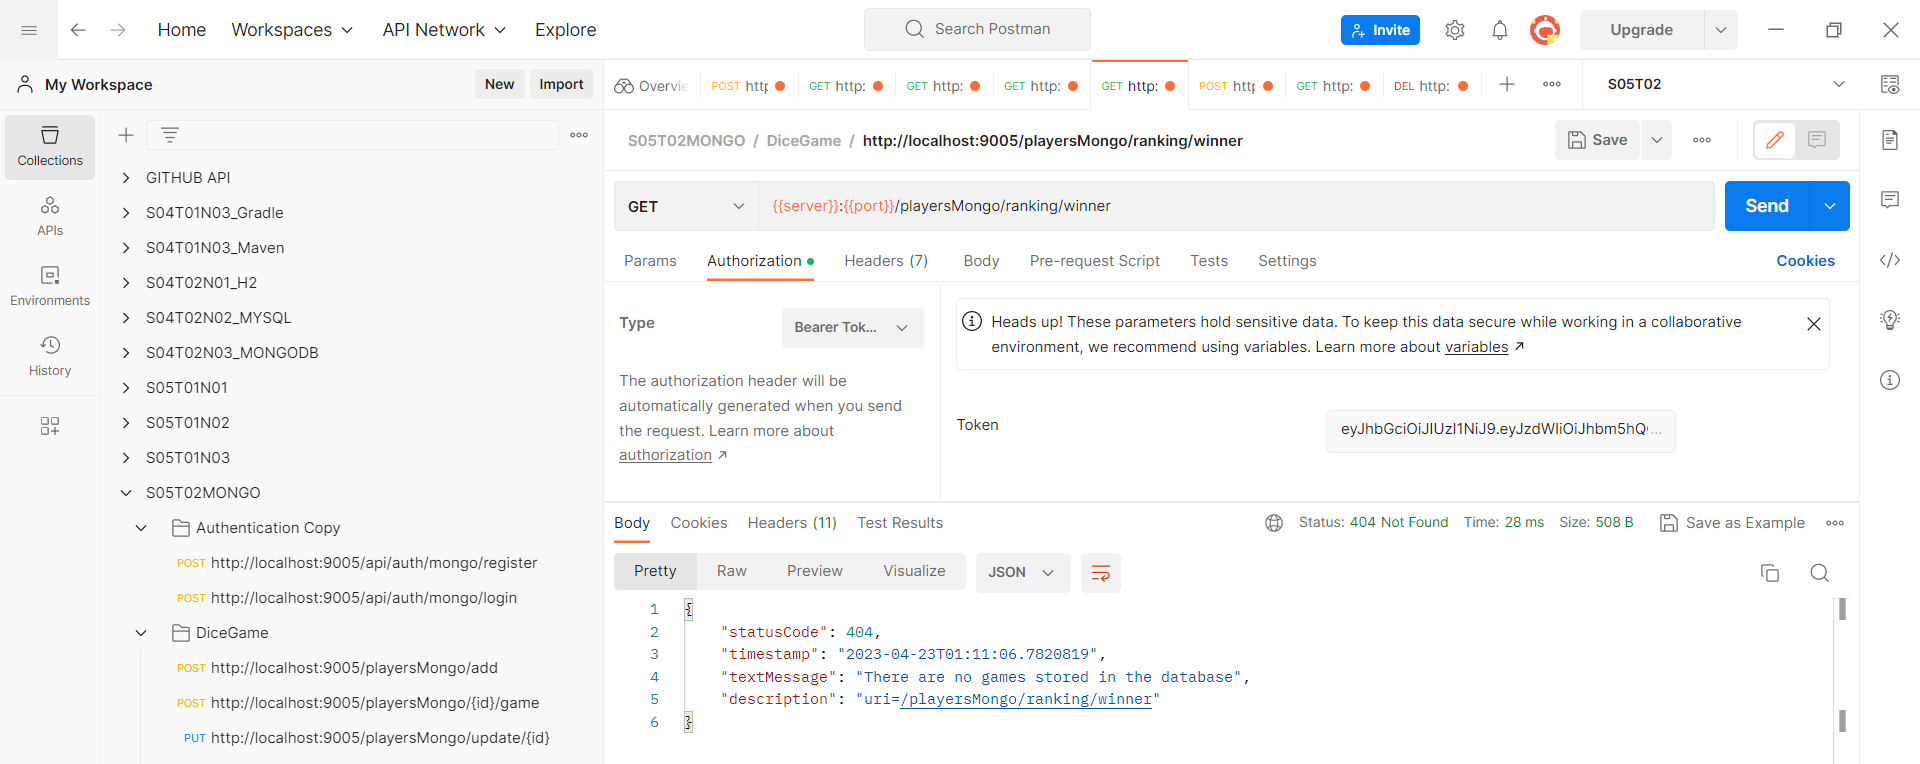 Home Workspaces API Network Explore Search Postman Invite Upgrade
My Workspace New Import
Overvie POST http GET http: GET http: GET http: GET http: POST http GET http: DEL http: S05T02
Collections
APIs
Environments
History
GITHUB API
S04T01N03_Gradle
S04T01N03_Maven
S04T02N01_H2
S04T02N02_MYSQL
S04T02N03_MONGODB
S05T01N01
S05T01N02
S05T01N03
S05T02MONGO
Authentication Copy
POST http://localhost:9005/api/auth/mongo/register
POST http://localhost:9005/api/auth/mongo/login
DiceGame
POST http://localhost:9005/playersMongo/add
POST http://localhost:9005/playersMongo/{id}/game
PUT http://localhost:9005/playersMongo/update/{id}
S05T02MONGO / DiceGame / http://localhost:9005/playersMongo/ranking/winner Save
GET {{server}}:{{port}}/playersMongo/ranking/winner Send
Params Authorization Headers (7) Body Pre-request Script Tests Settings Cookies
Type Bearer Tok...
The authorization header will be
automatically generated when you send
the request. Learn more about
authorization ↗
Heads up! These parameters hold sensitive data. To keep this data secure while working in a collaborative
environment, we recommend using variables. Learn more about variables ↗
Token eyJhbGciOiJIUzI1NiJ9.eyJzdWIiOiJhbm5hQ...
Body Cookies Headers (11) Test Results Status: 404 Not Found Time: 28 ms Size: 508 B Save as Example
Pretty Raw Preview Visualize JSON
1 {
2 "statusCode": 404,
3 "timestamp": "2023-04-23T01:11:06.7820819",
4 "textMessage": "There are no games stored in the database",
5 "description": "uri=/playersMongo/ranking/winner"
6 }